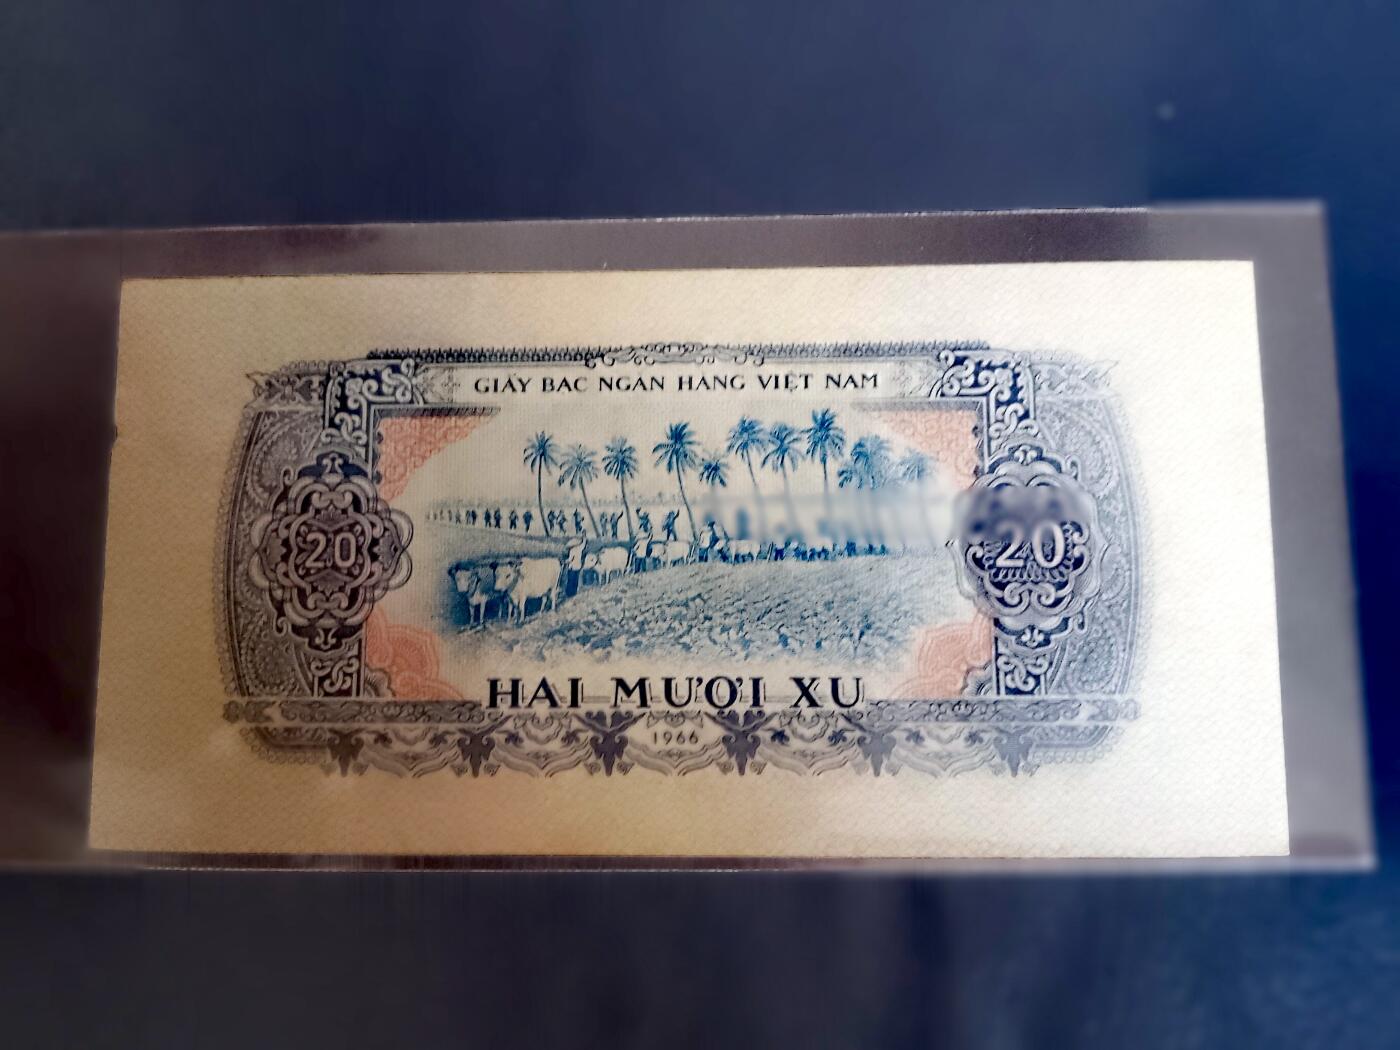 GIẤY BẠC NGÂN HÀNG VIỆT NAM
20
20
HAI MƯƠI XU
1966